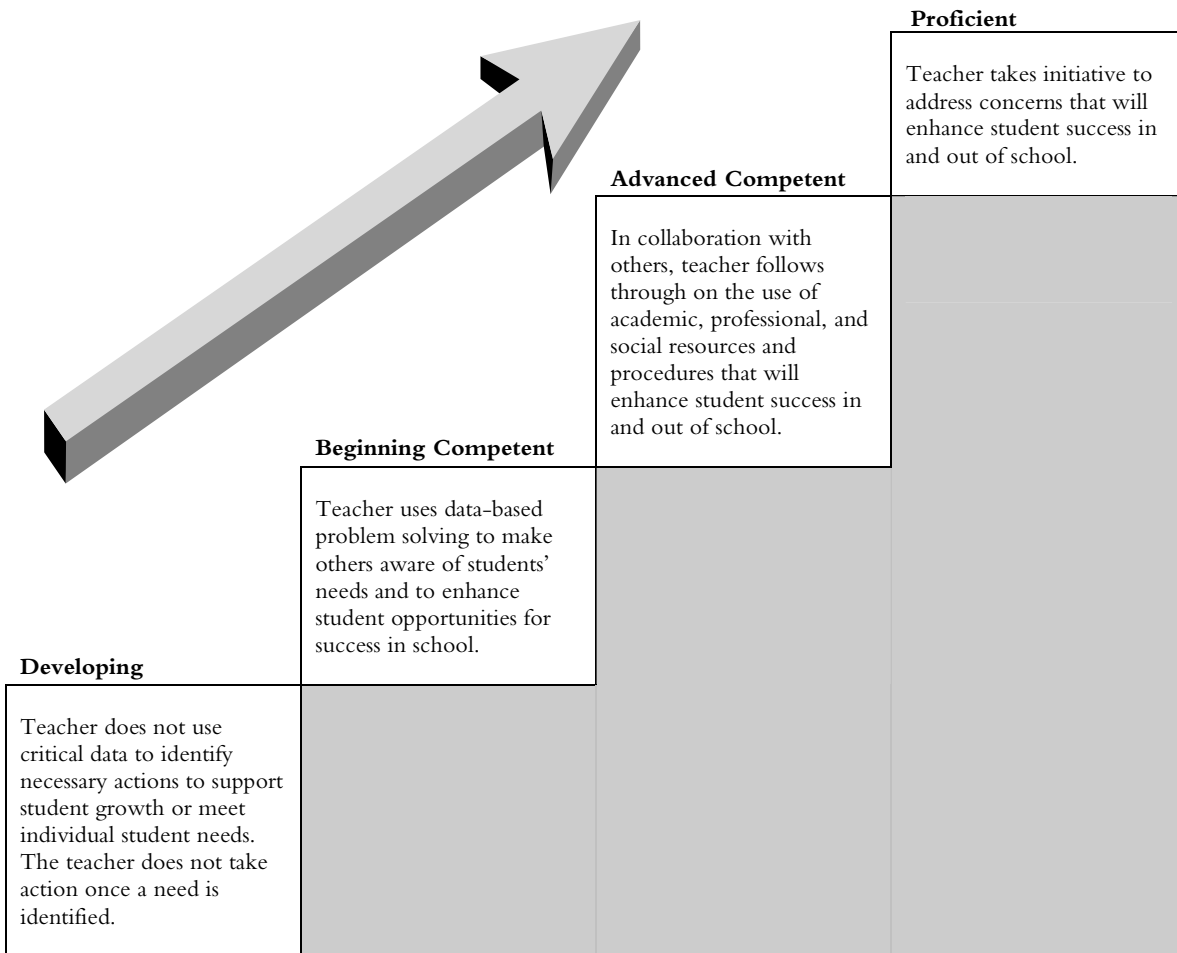 Proficient
Teacher takes initiative to
address concerns that will
enhance student success in
and out of school.
Advanced Competent
In collaboration with
others, teacher follows
through on the use of
academic, professional, and
social resources and
procedures that will
enhance student success in
and out of school.
Beginning Competent
Teacher uses data-based
problem solving to make
others aware of students’
needs and to enhance
student opportunities for
success in school.
Developing
Teacher does not use
critical data to identify
necessary actions to support
student growth or meet
individual student needs.
The teacher does not take
action once a need is
identified.